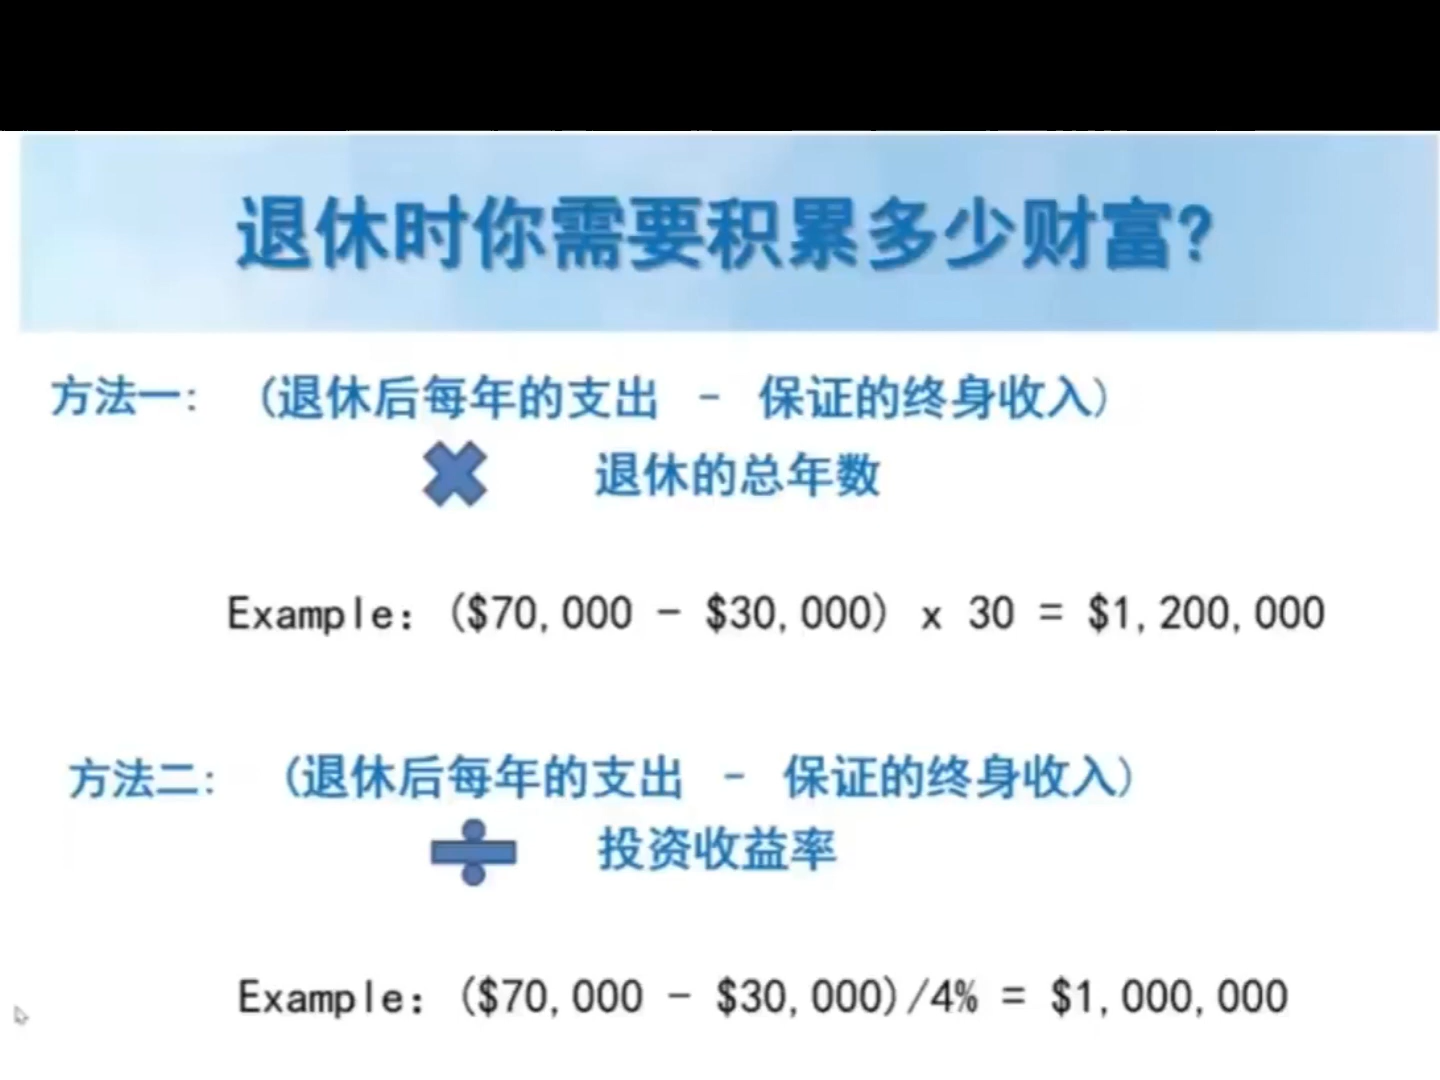 退休时你需要积累多少财富?
方法一: (退休后每年的支出 - 保证的终身收入)
✖ 退休的总年数
Example: ($70,000 - $30,000) x 30 = $1,200,000
方法二: (退休后每年的支出 - 保证的终身收入)
➗ 投资收益率
Example: ($70,000 - $30,000)/4% = $1,000,000